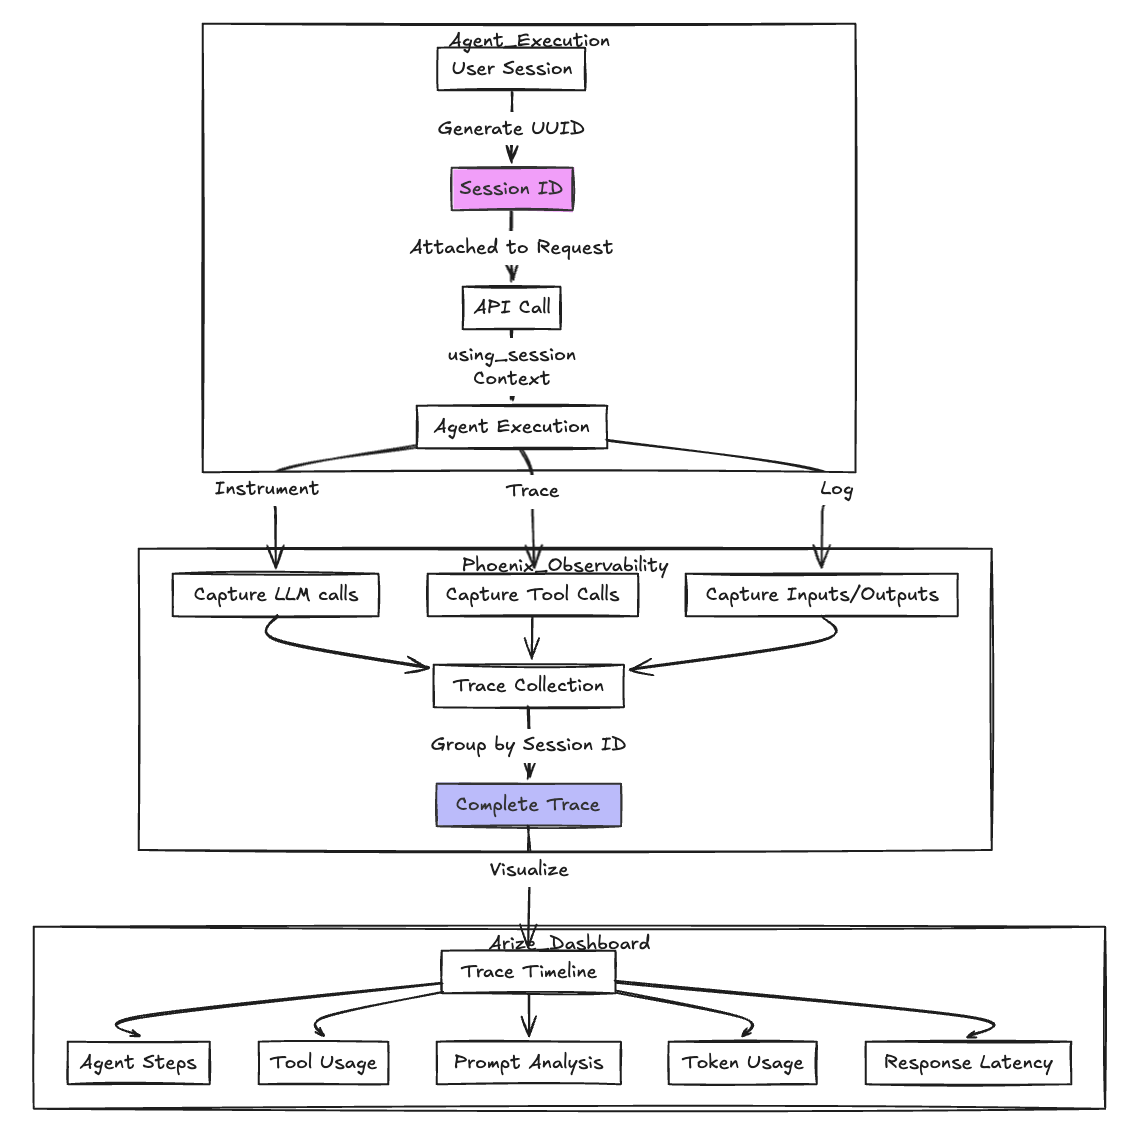 Agent_Execution
User Session
Generate UUID
Session ID
Attached to Request
API Call
using_session
Context
Agent Execution
Instrument
Trace
Log
Phoenix_Observability
Capture LLM calls
Capture Tool Calls
Capture Inputs/Outputs
Trace Collection
Group by Session ID
Complete Trace
Visualize
Arize_Dashboard
Trace Timeline
Agent Steps
Tool Usage
Prompt Analysis
Token Usage
Response Latency